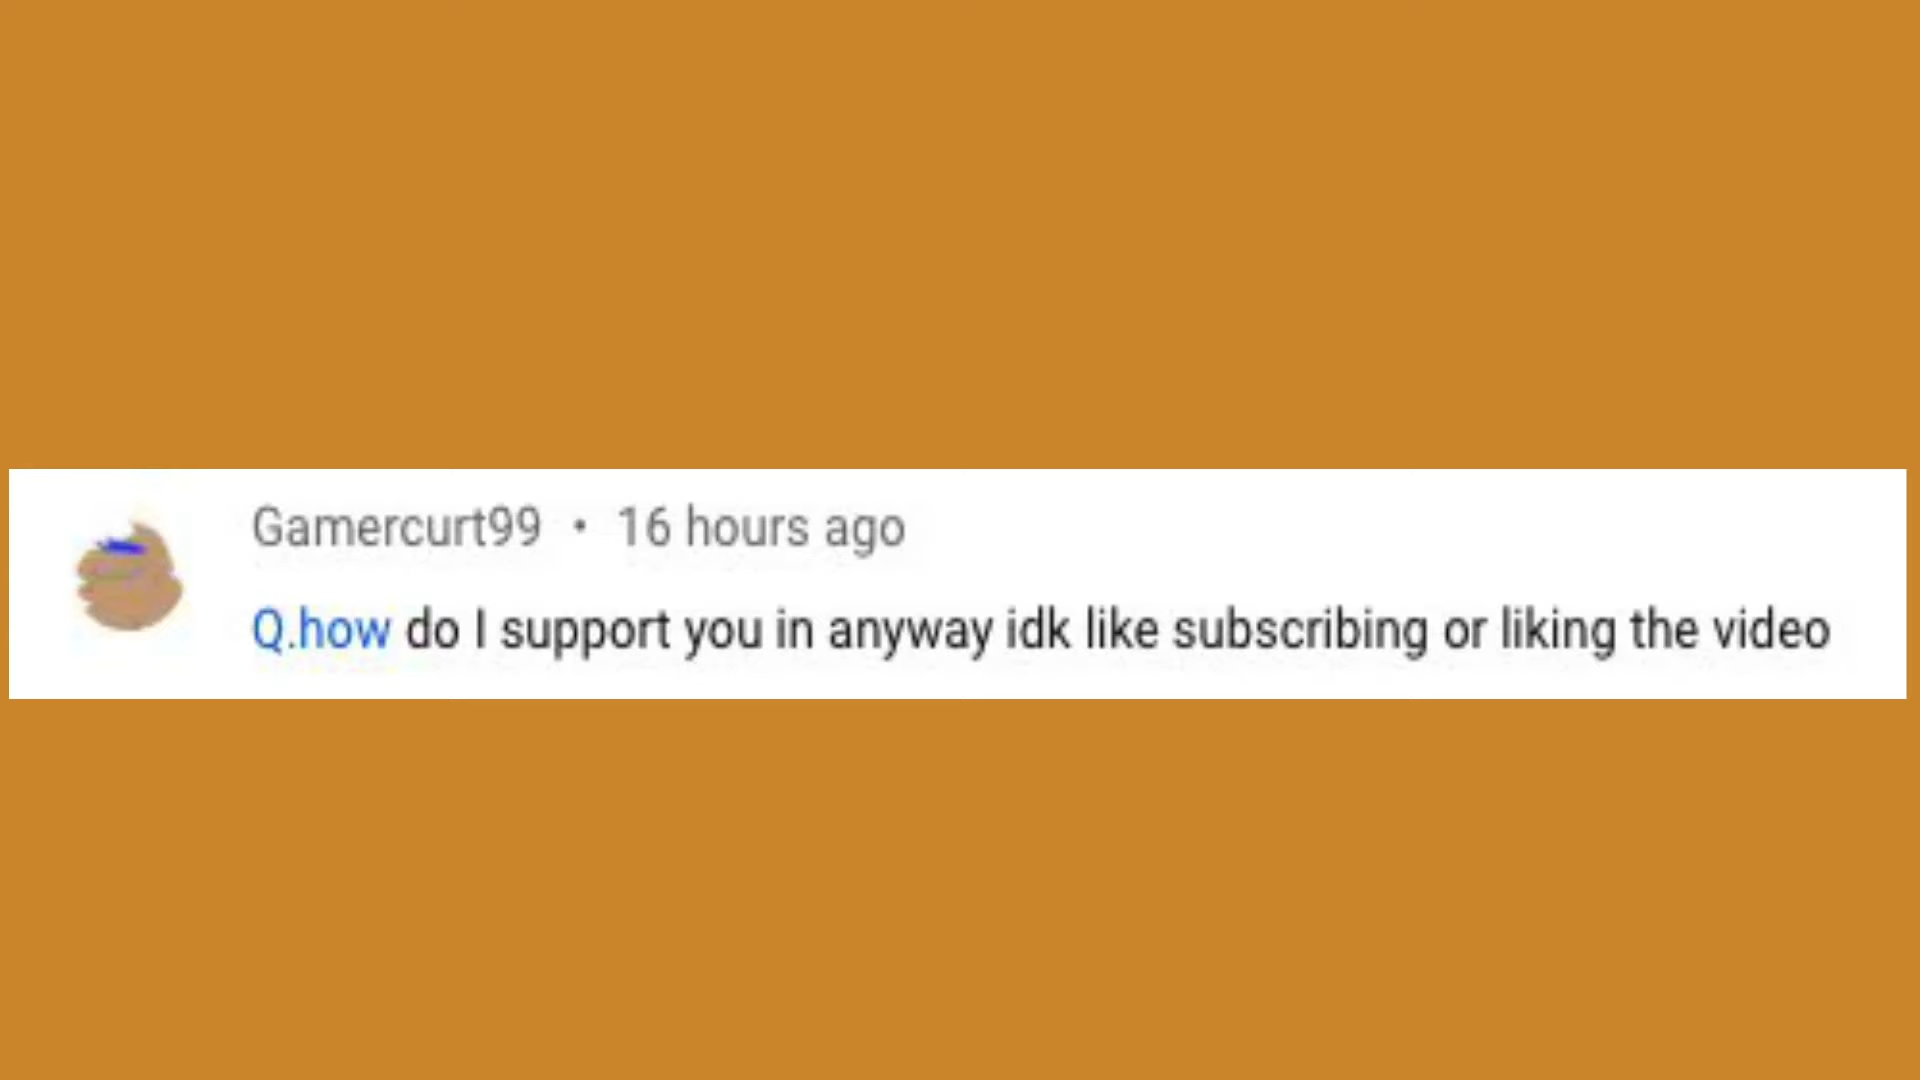 Gamercurt99 • 16 hours ago
Q.how do I support you in anyway idk like subscribing or liking the video